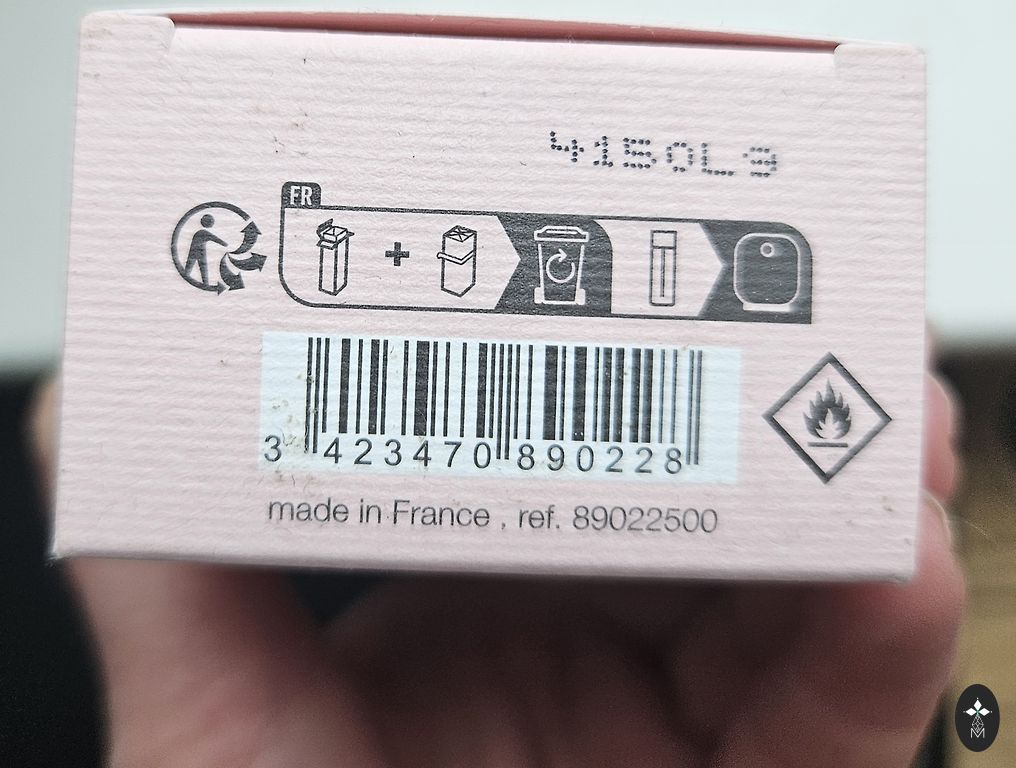 4150L9
FR
3 423470 890228
made in France , ref. 89022500
M